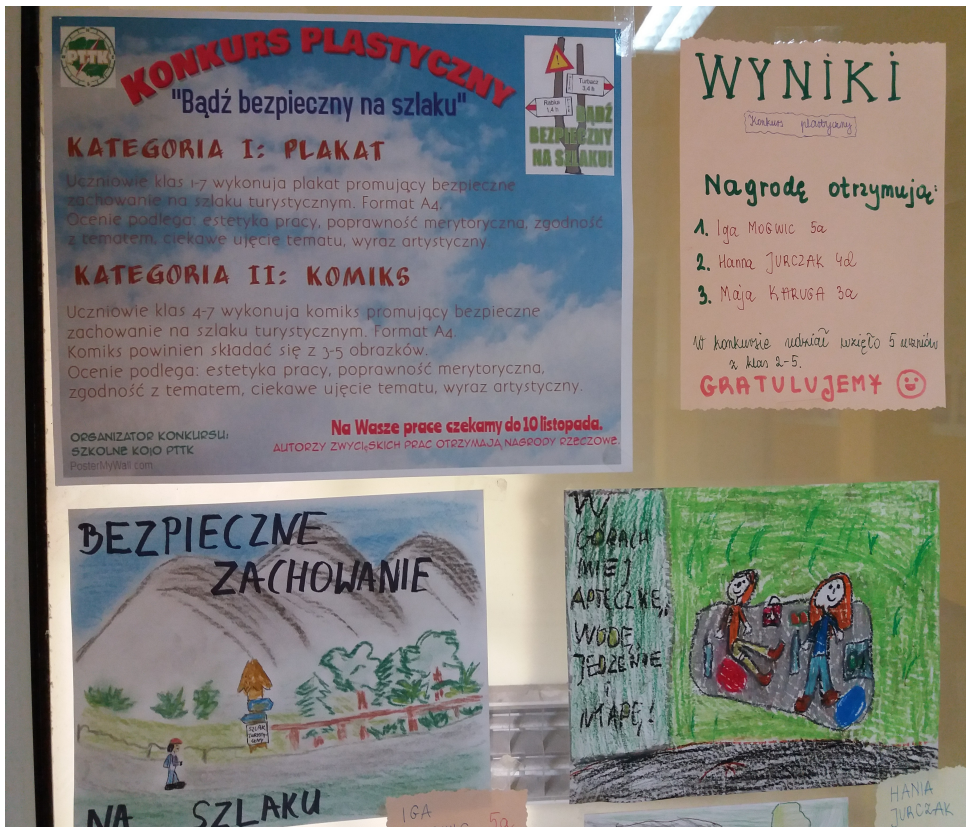 PTTK
KONKURS PLASTYCZNY
"Bądź bezpieczny na szlaku"
Turbacz
3,4 h
Rabka
1,4 h
BĄDŹ
BEZPIECZNY
NA SZLAKU!
KATEGORIA I: PLAKAT
Uczniowie klas 1-7 wykonują plakat promujący bezpieczne
zachowanie na szlaku turystycznym. Format A4.
Ocenie podlega: estetyka pracy, poprawność merytoryczna, zgodność
z tematem, ciekawe ujęcie tematu, wyraz artystyczny.
KATEGORIA II: KOMIKS
Uczniowie klas 4-7 wykonują komiks promujący bezpieczne
zachowanie na szlaku turystycznym. Format A4.
Komiks powinien składać się z 3-5 obrazków.
Ocenie podlega: estetyka pracy, poprawność merytoryczna,
zgodność z tematem, ciekawe ujęcie tematu, wyraz artystyczny.
Na Wasze prace czekamy do 10 listopada.
AUTORZY ZWYCIĘSKICH PRAC OTRZYMAJĄ NAGRODY RZECZOWE.
ORGANIZATOR KONKURSU:
SZKOLNE KOŁO PTTK
PosterMyWall.com
WYNIKI
Konkurs plastyczny
Nagrodę otrzymują:
1. Iga MOGWIC 5a
2. Hanna JURCZAK 4d
3. Maja KARUGA 3a
W konkursie udział wzięło 5 uczniów
z klas 2-5.
GRATULUJEMY
BEZPIECZNE
ZACHOWANIE
SZLAK
NA SZLAKU
IGA
5a
W
GÓRACH
MIEJ
APTECZKĘ,
WODĘ,
JEDZENIE
i
MAPĘ!
HANIA
JURCZAK